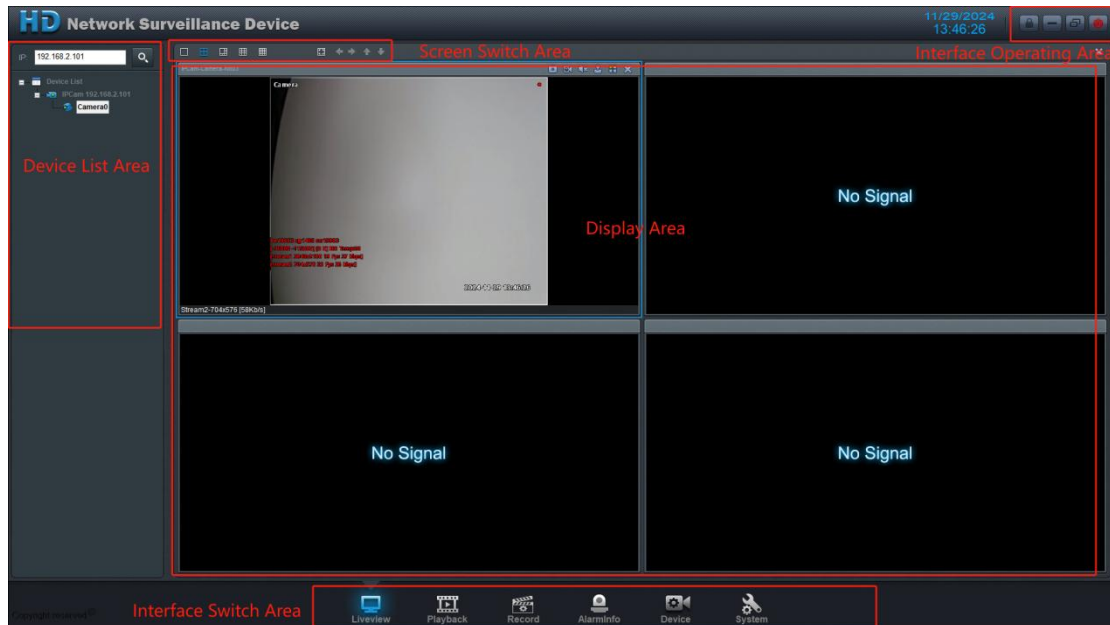 HD Network Surveillance Device
11/29/2024
13:46:26
Screen Switch Area
Interface Operating Area
IP 192.168.2.101
Device List
IPCam 192.168.2.101
Camera0
Device List Area
Camera
No Signal
Display Area
Stream2-704x576 [58Kb/s]
No Signal
No Signal
Interface Switch Area
Liveview
Playback
Record
AlarmInfo
Device
System
Copyright reserved